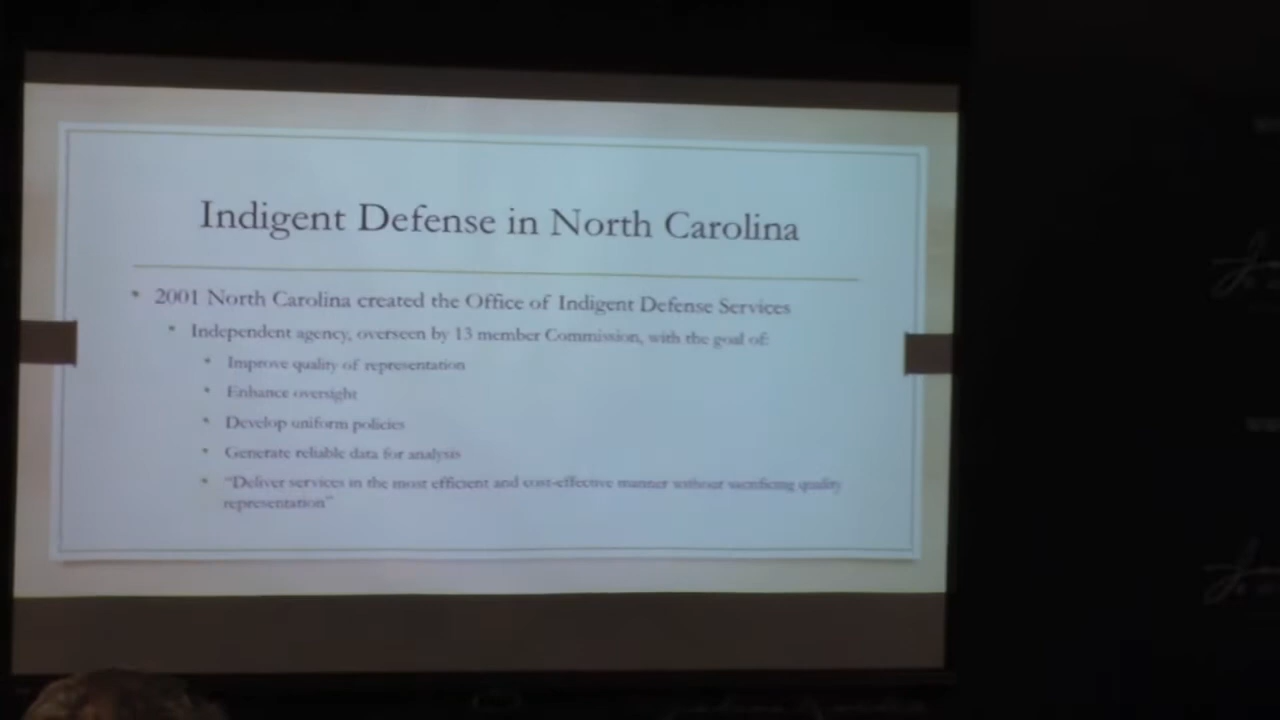 Indigent Defense in North Carolina
• 2001 North Carolina created the Office of Indigent Defense Services
• Independent agency, overseen by 13 member Commission, with the goal of:
• Improve quality of representation
• Enhance oversight
• Develop uniform policies
• Generate reliable data for analysis
• "Deliver services in the most efficient and cost-effective manner without sacrificing quality
representation"